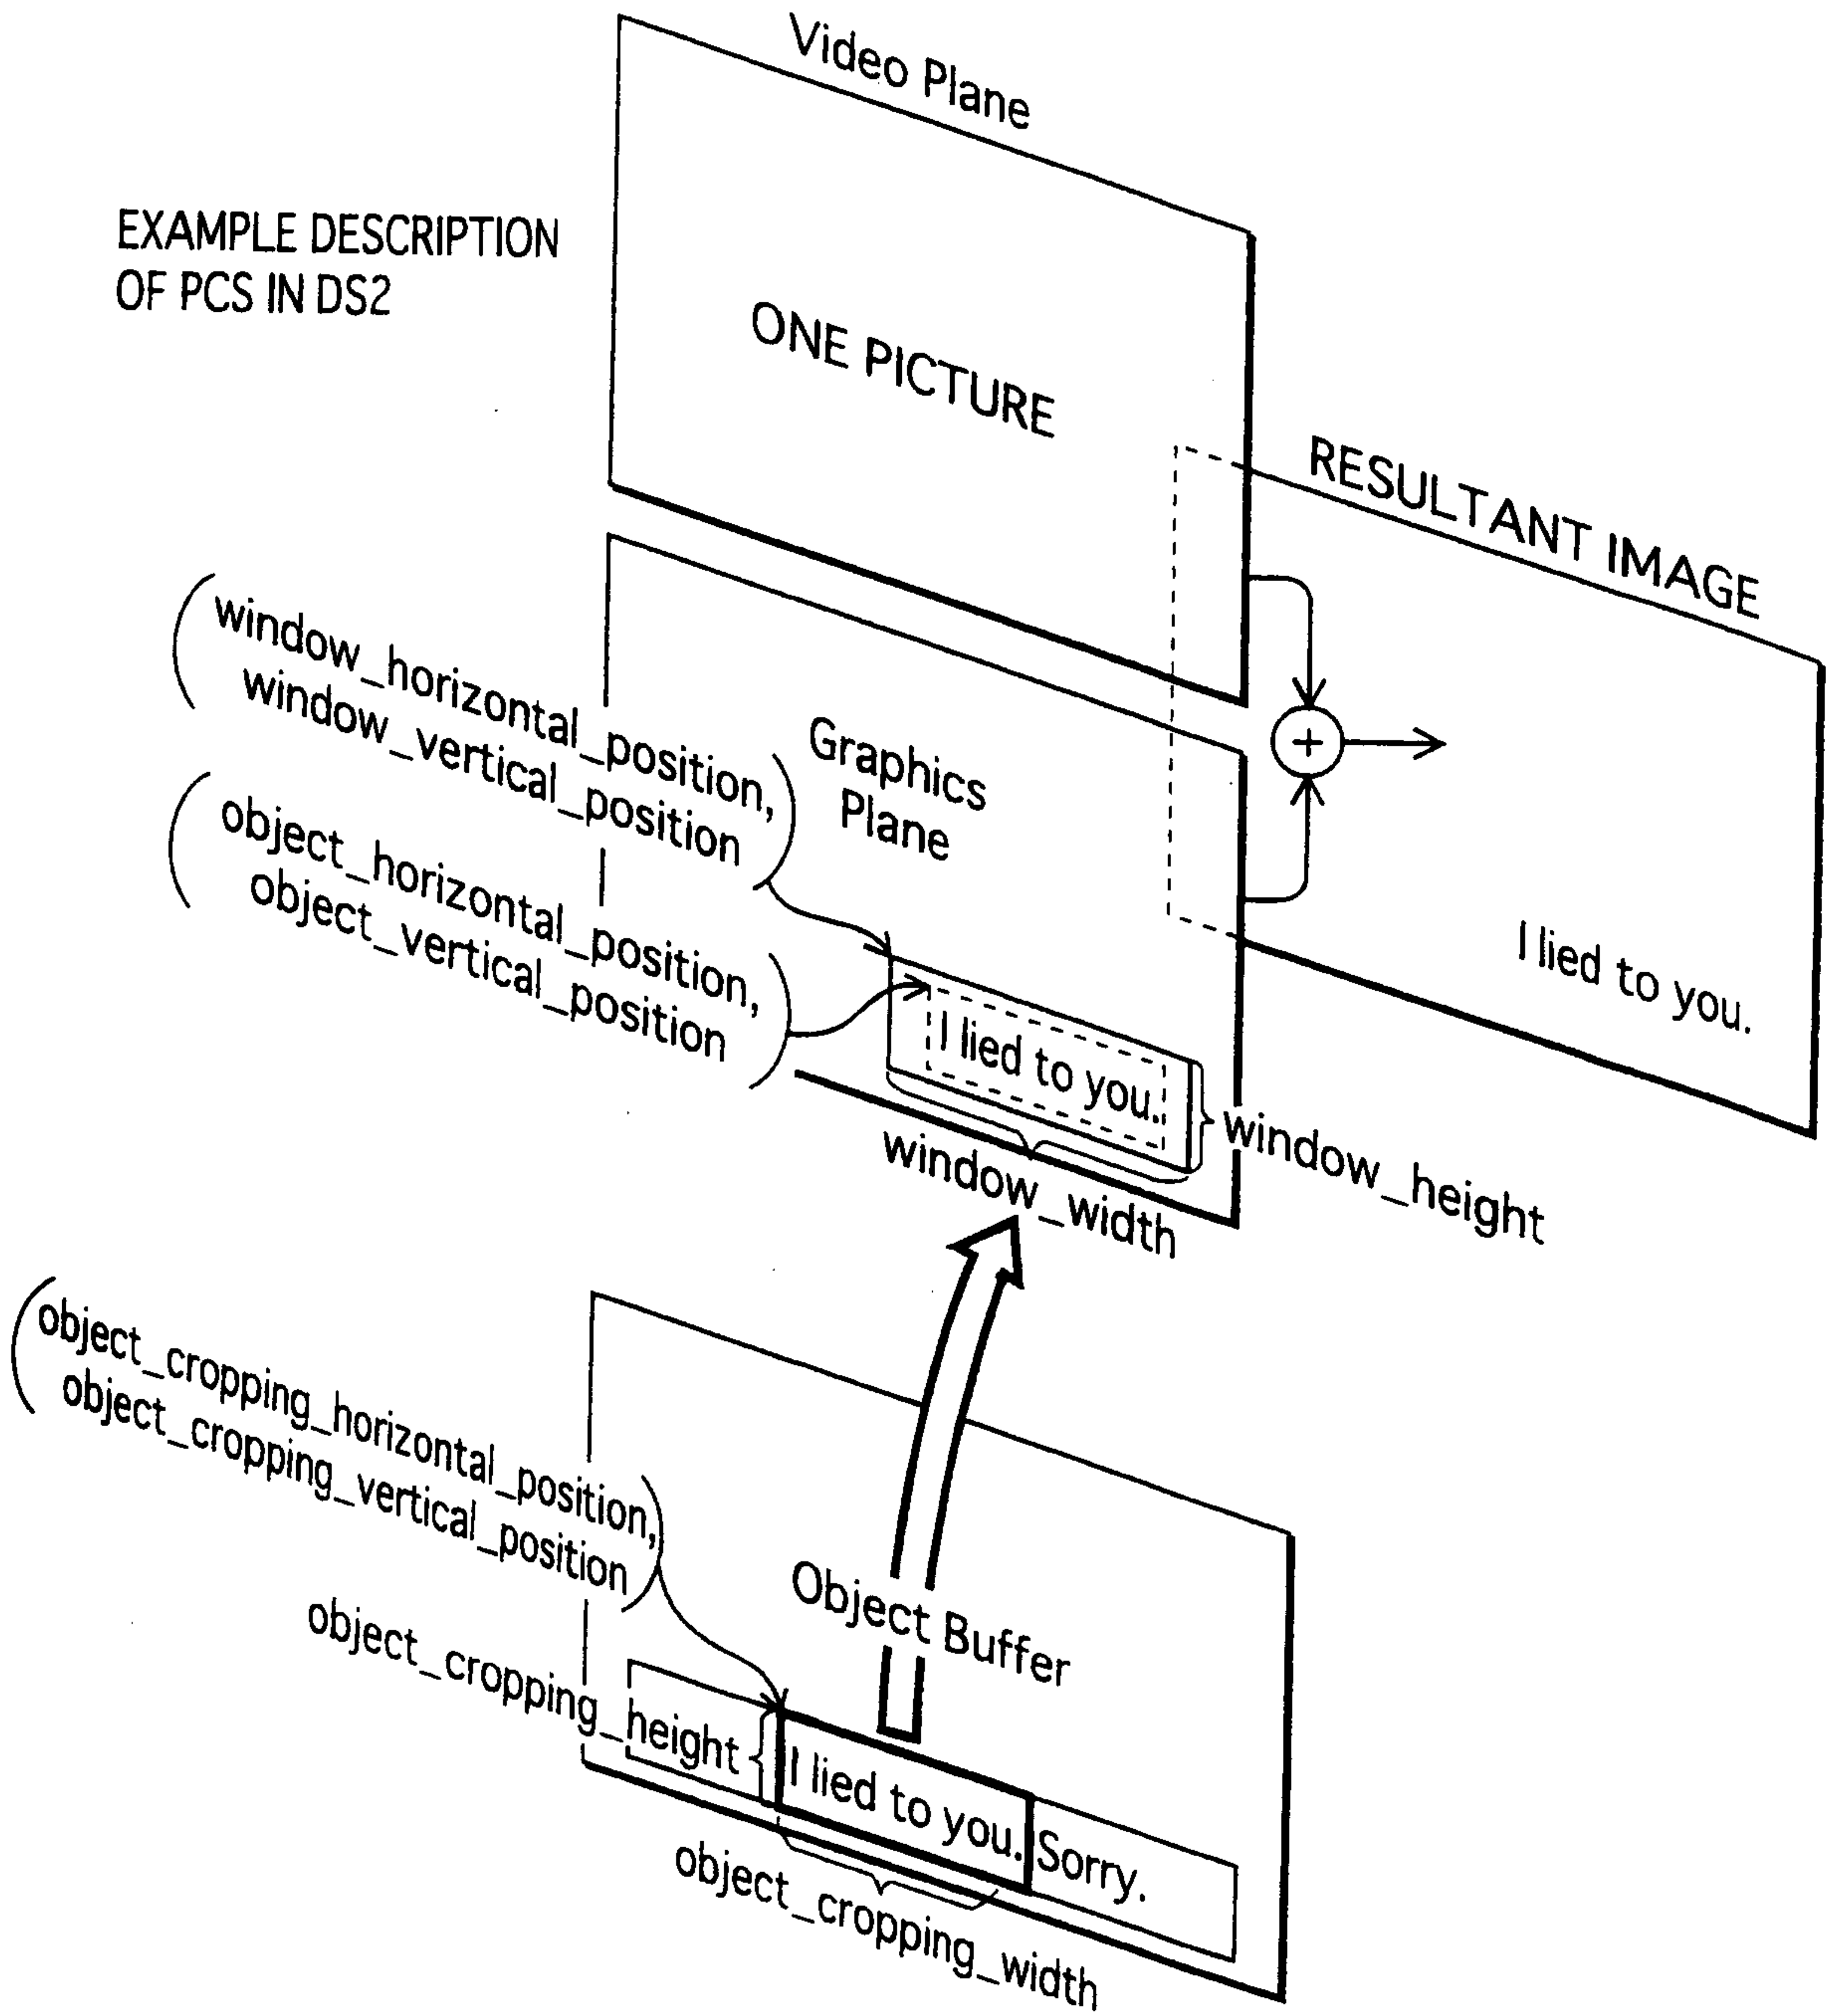 Video Plane
EXAMPLE DESCRIPTION
OF PCS IN DS2
ONE PICTURE
RESULTANT IMAGE
window_horizontal_position,
window_vertical_position
Graphics
Plane
+
object_horizontal_position,
object_vertical_position
I lied to you.
I lied to you.
window_height
window_width
object_cropping_horizontal_position,
object_cropping_vertical_position
Object Buffer
object_cropping_height
I lied to you. Sorry.
object_cropping_width